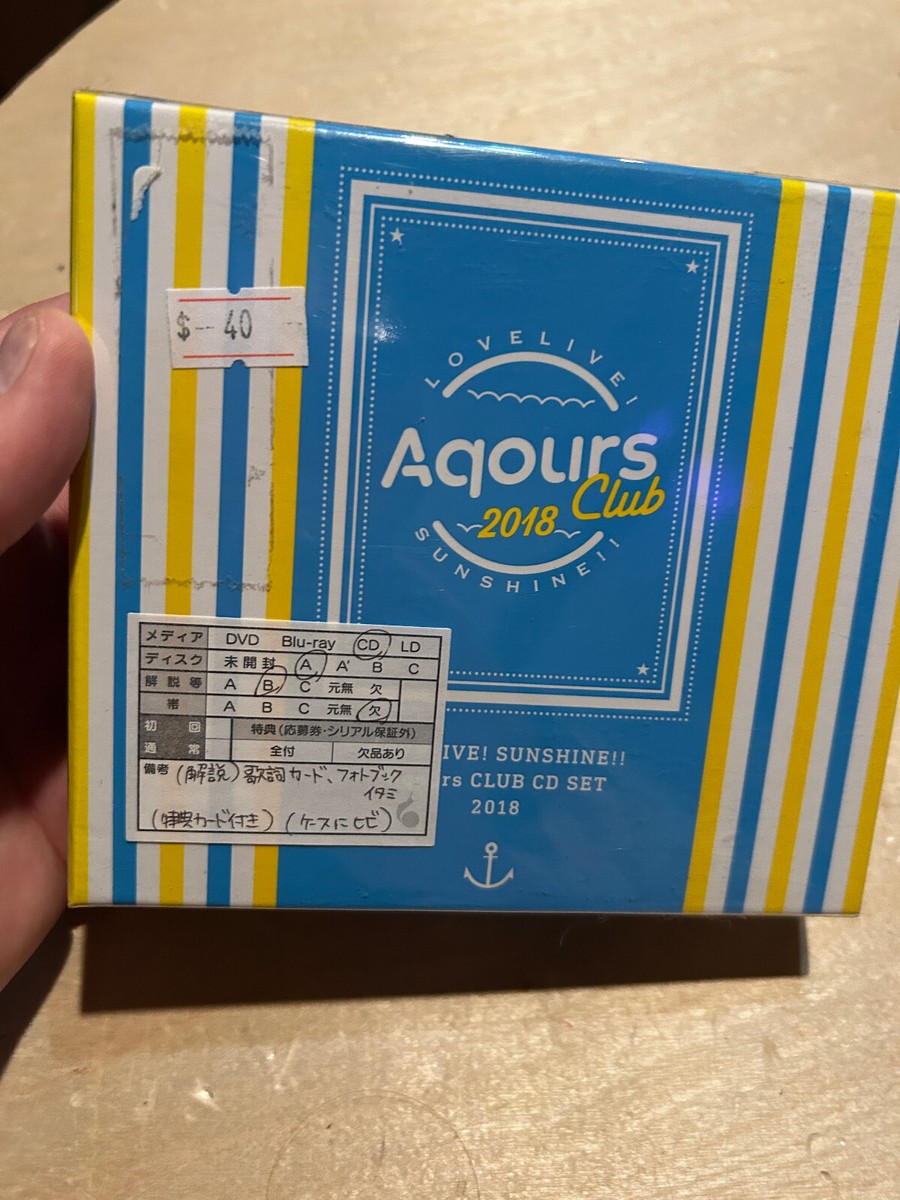 $ -- 40
LOVELIVE!
Aqours
2018 Club
SUNSHINE!!
メディア DVD Blu-ray CD LD
ディスク 未開封 A A' B C
解説等 A B C 元無 欠
帯 A B C 元無 欠
初回 特典(応募券・シリアル保証外)
通常 全付 欠品あり
備考 (解説)歌詞カード、フォトブック
イタミ
(特典カード付き) (ケースにヒビ)
IVE! SUNSHINE!!
rs CLUB CD SET
2018